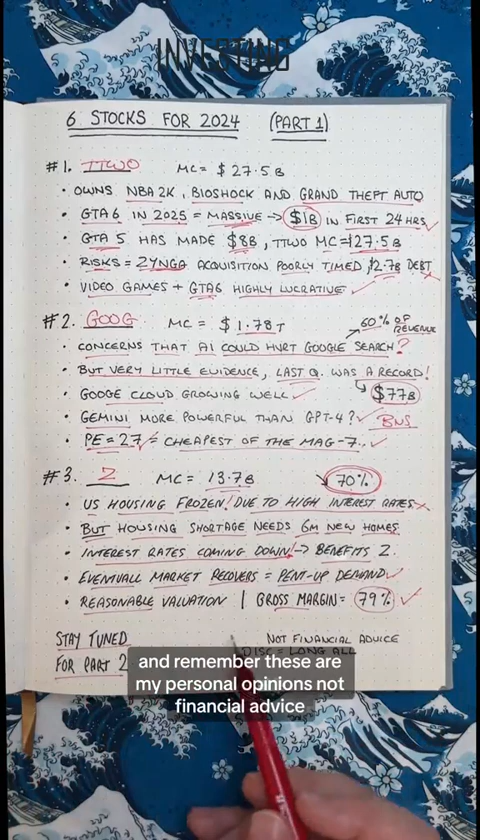 INVESTING
6 STOCKS FOR 2024 (PART 1)
#1. TTWO MC = $27.5B
• OWNS NBA 2K, BIOSHOCK AND GRAND THEFT AUTO
• GTA6 IN 2025 = MASSIVE → $1B IN FIRST 24 HRS ✓
• GTA 5 HAS MADE $8B, TTWO MC = $27.5B
• RISKS = ZYNGA ACQUISITION POORLY TIMED, $2.7B DEBT
• VIDEO GAMES + GTA6 HIGHLY LUCRATIVE ✓
#2. GOOG MC = $1.78T 60% OF
REVENUE
• CONCERNS THAT AI COULD HURT GOOGLE SEARCH?
• BUT VERY LITTLE EVIDENCE, LAST Q. WAS A RECORD!
• GOOGE CLOUD GROWING WELL ✓ $77B
• GEMINI MORE POWERFUL THAN GPT-4? ✓ BNS
• PE = 27 ✓ = CHEAPEST OF THE MAG-7. ✓
#3. Z MC = 13.7B → 70%
• US HOUSING FROZEN! DUE TO HIGH INTEREST RATES X
• BUT HOUSING SHORTAGE NEEDS 6M NEW HOMES
• INTEREST RATES COMING DOWN! → BENEFITS Z.
• EVENTUALL MARKET RECOVERS = PENT-UP DEMAND ✓
• REASONABLE VALUATION | GROSS MARGIN = 79% ✓
STAY TUNED
FOR PART 2
NOT FINANCIAL ADVICE
DISC = LONG ALL
and remember these are
my personal opinions not
financial advice